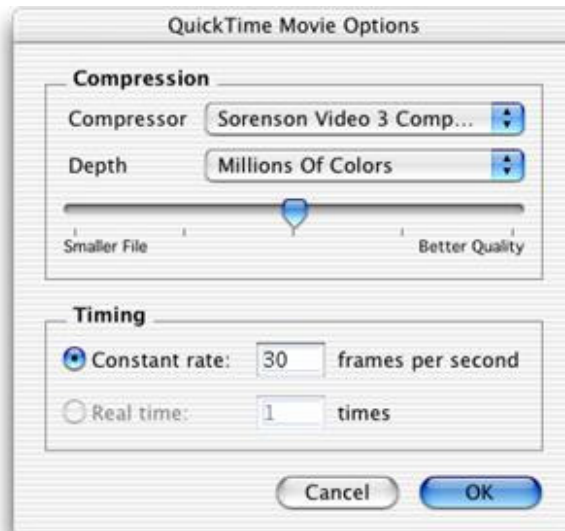 QuickTime Movie Options
Compression
Compressor Sorenson Video 3 Comp...
Depth Millions Of Colors
Smaller File Better Quality
Timing
Constant rate: 30 frames per second
Real time: 1 times
Cancel OK